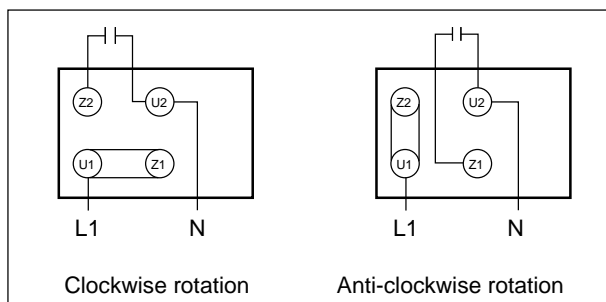 Z2 U2
U1 Z1
L1 N
Clockwise rotation
Z2 U2
U1 Z1
L1 N
Anti-clockwise rotation